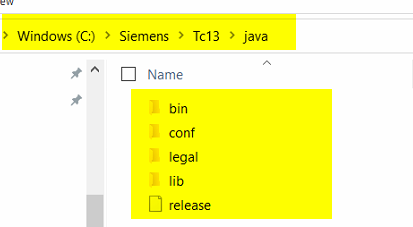 ew
Windows (C:) > Siemens > Tc13 > java
Name
bin
conf
legal
lib
release